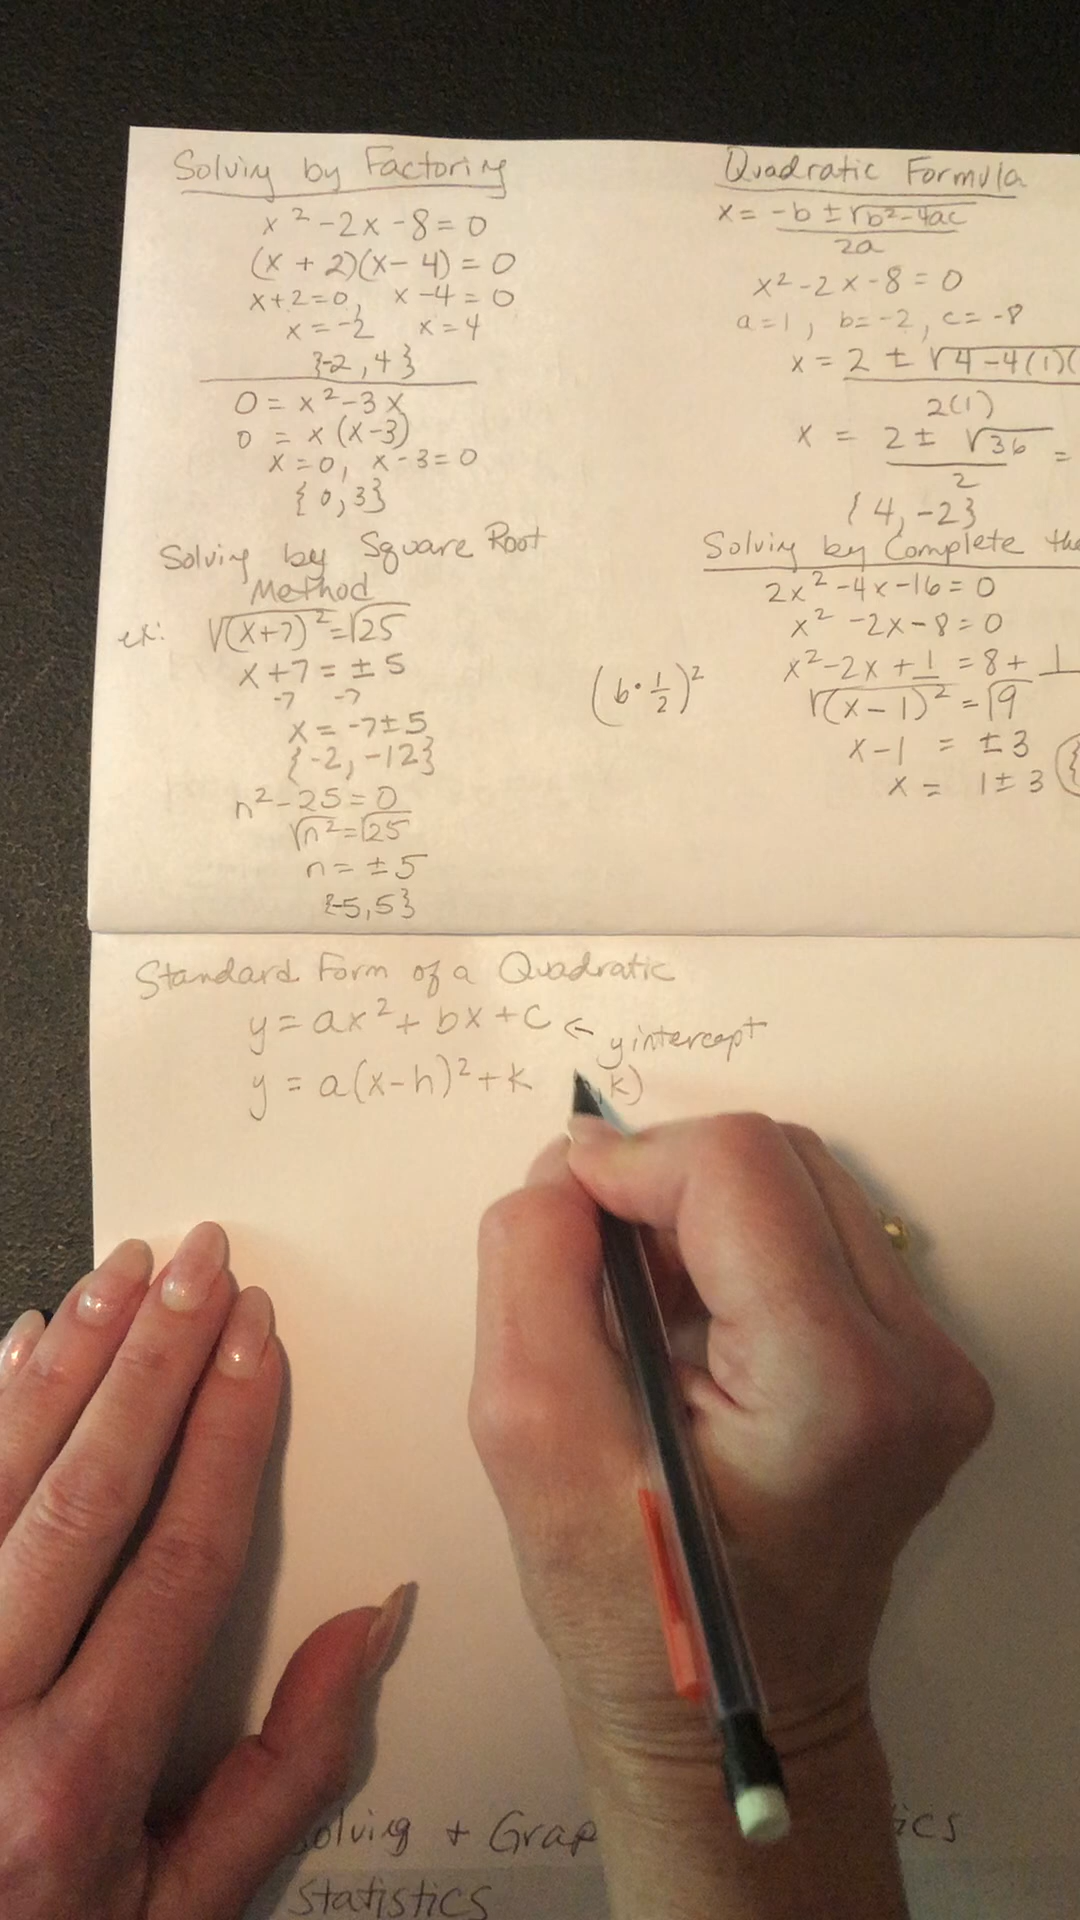 Solving by Factoring
x² - 2x - 8 = 0
(x + 2)(x - 4) = 0
x + 2 = 0, x - 4 = 0
x = -2 x = 4
{-2, 4}
0 = x² - 3x
0 = x (x - 3)
x = 0, x - 3 = 0
{0, 3}
Solving by Square Root
Method
ex: √(x+7)² = √25
x + 7 = ± 5
-7 -7
x = -7 ± 5
{-2, -12}
n² - 25 = 0
√n² = √25
n = ± 5
{-5, 5}
Quadratic Formula
x = -b ± √b² - 4ac
2a
x² - 2x - 8 = 0
a = 1, b = -2, c = -8
x = 2 ± √4 - 4(1)(
2(1)
x = 2 ± √36 =
2
{4, -2}
Solving by Complete the
2x² - 4x - 16 = 0
x² - 2x - 8 = 0
(b · 1/2)²
x² - 2x + 1 = 8 + 1
√(x - 1)² = √9
x - 1 = ± 3
x = 1 ± 3 {
Standard Form of a Quadratic
y = ax² + bx + c ← y intercept
y = a(x - h)² + k ,k)
olving + Grap ics
Statistics